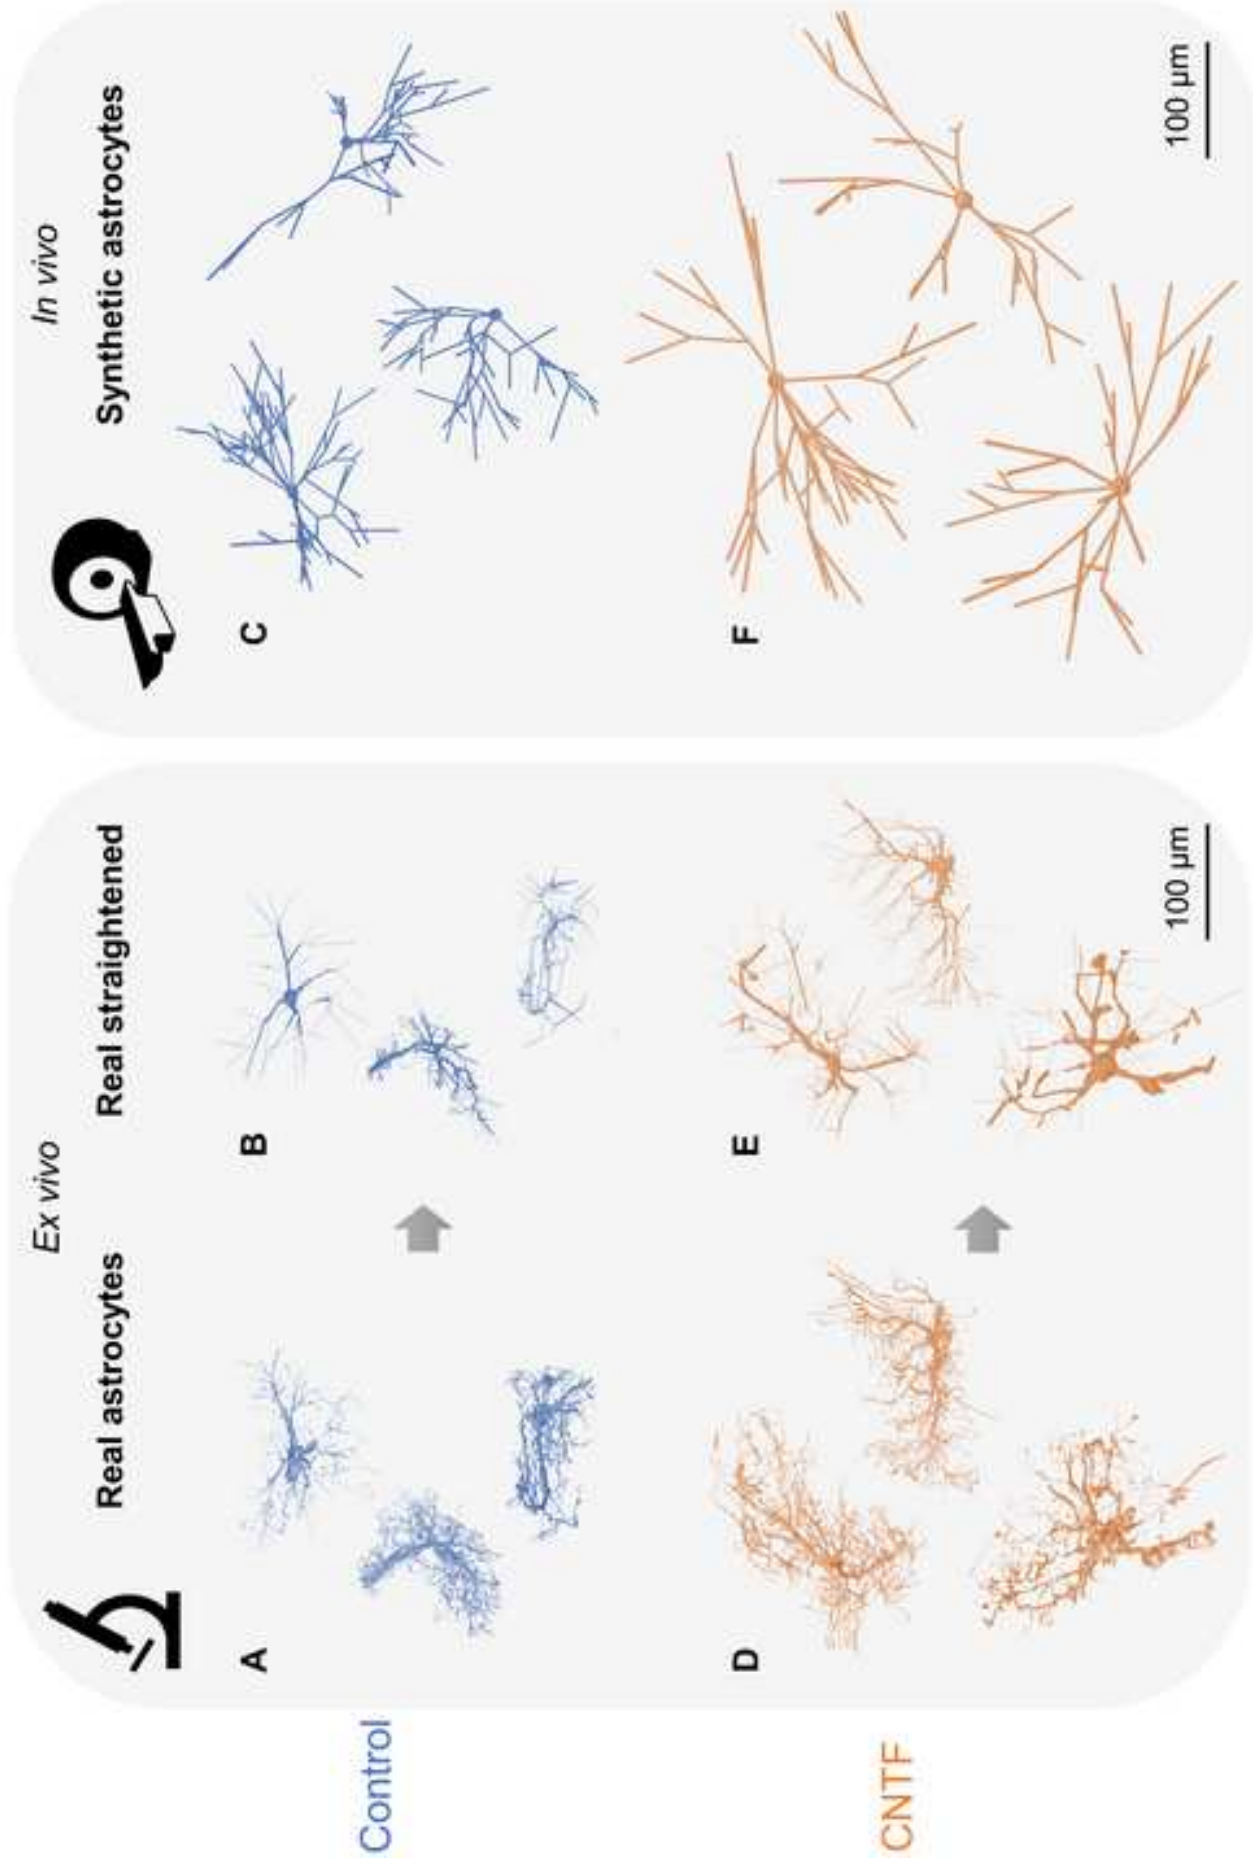 Ex vivo
In vivo
Real astrocytes
Real straightened
Synthetic astrocytes
Control
A
B
C
CNTF
D
E
F
100 µm
100 µm